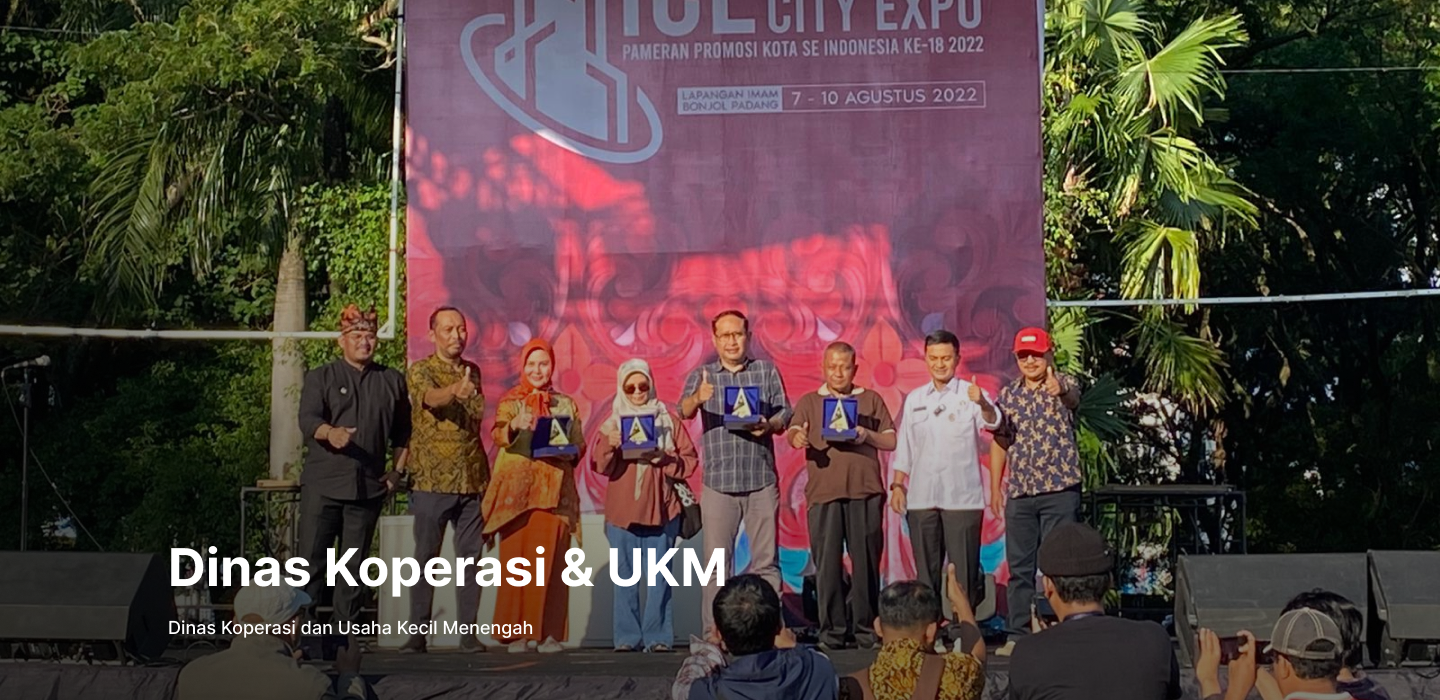 CITY EXPO
PAMERAN PROMOSI KOTA SE INDONESIA KE-18 2022
LAPANGAN IMAM
BONJOL PADANG
7 - 10 AGUSTUS 2022
Dinas Koperasi & UKM
Dinas Koperasi dan Usaha Kecil Menengah